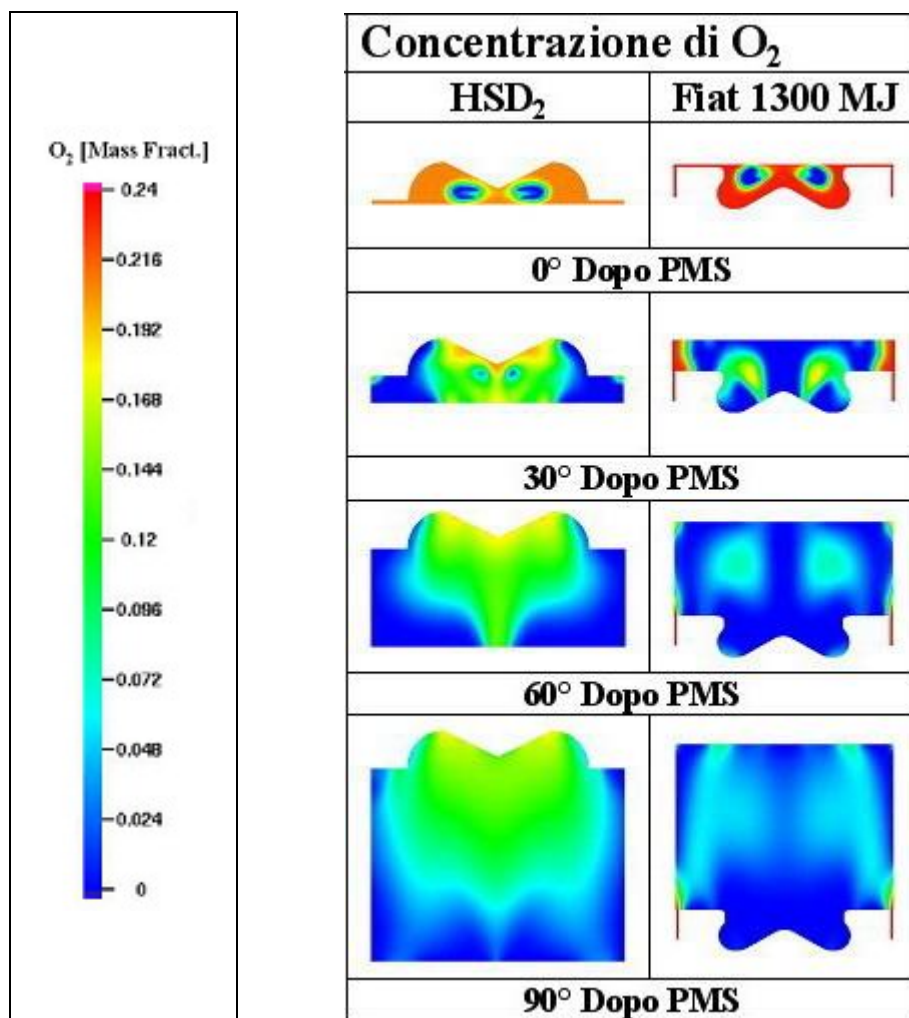 O₂ [Mass Fract.]
0.24
0.216
0.192
0.168
0.144
0.12
0.096
0.072
0.048
0.024
0
Concentrazione di O₂
HSD₂ Fiat 1300 MJ
0° Dopo PMS
30° Dopo PMS
60° Dopo PMS
90° Dopo PMS